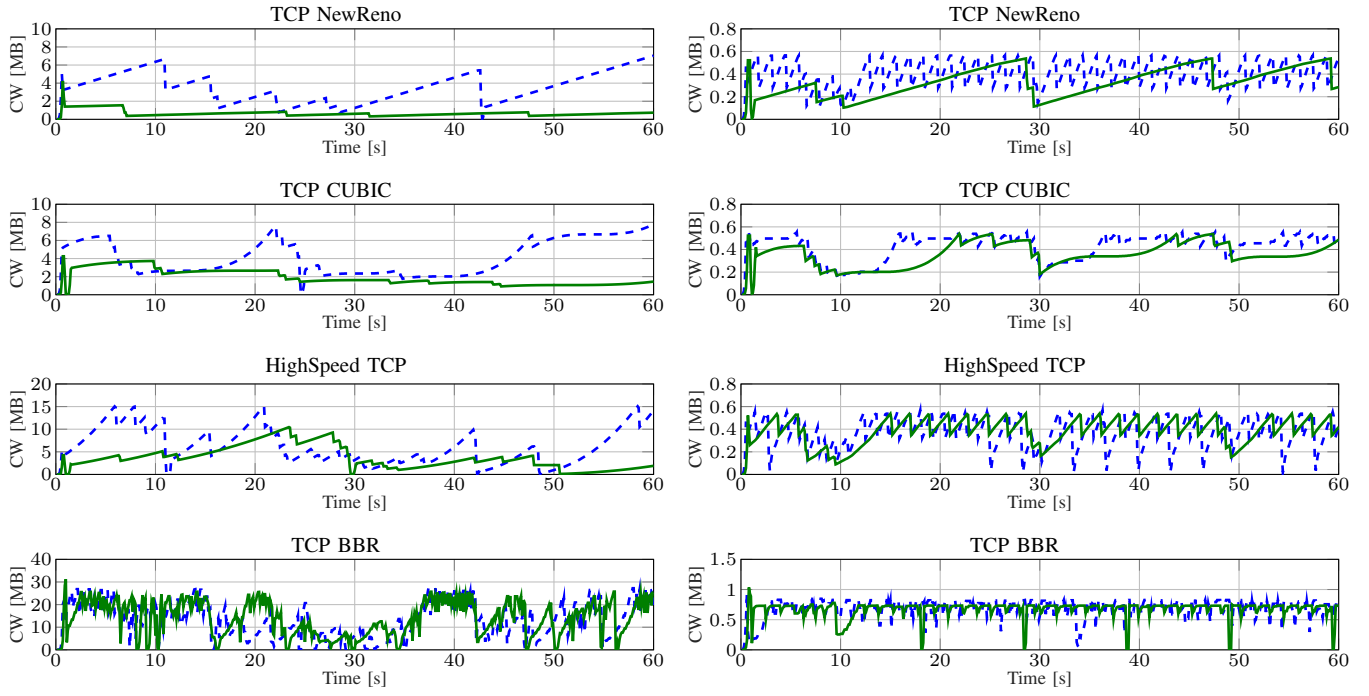 TCP NewReno
CW [MB]
10
8
6
4
2
0
0 10 20 30 40 50 60
Time [s]
TCP NewReno
CW [MB]
0.8
0.6
0.4
0.2
0
0 10 20 30 40 50 60
Time [s]
TCP CUBIC
CW [MB]
10
8
6
4
2
0
0 10 20 30 40 50 60
Time [s]
TCP CUBIC
CW [MB]
0.8
0.6
0.4
0.2
0
0 10 20 30 40 50 60
Time [s]
HighSpeed TCP
CW [MB]
20
15
10
5
0
0 10 20 30 40 50 60
Time [s]
HighSpeed TCP
CW [MB]
0.8
0.6
0.4
0.2
0
0 10 20 30 40 50 60
Time [s]
TCP BBR
CW [MB]
40
30
20
10
0
0 10 20 30 40 50 60
Time [s]
TCP BBR
CW [MB]
1.5
1
0.5
0
0 10 20 30 40 50 60
Time [s]